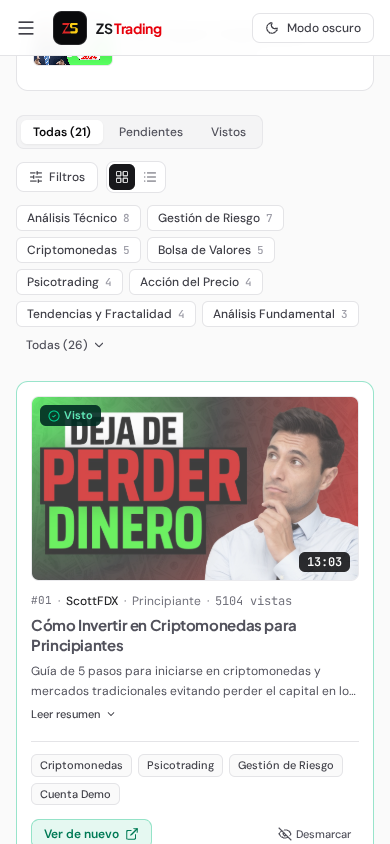 ZS ZSTrading Modo oscuro
2024
Todas (21) Pendientes Vistos
Filtros
Análisis Técnico 8 Gestión de Riesgo 7
Criptomonedas 5 Bolsa de Valores 5
Psicotrading 4 Acción del Precio 4
Tendencias y Fractalidad 4 Análisis Fundamental 3
Todas (26)
Visto
DEJA DE
PERDER
DINERO
13:03
#01 · ScottFDX · Principiante · 5104 vistas
Cómo Invertir en Criptomonedas para
Principiantes
Guía de 5 pasos para iniciarse en criptomonedas y
mercados tradicionales evitando perder el capital en lo…
Leer resumen
Criptomonedas Psicotrading Gestión de Riesgo
Cuenta Demo
Ver de nuevo Desmarcar